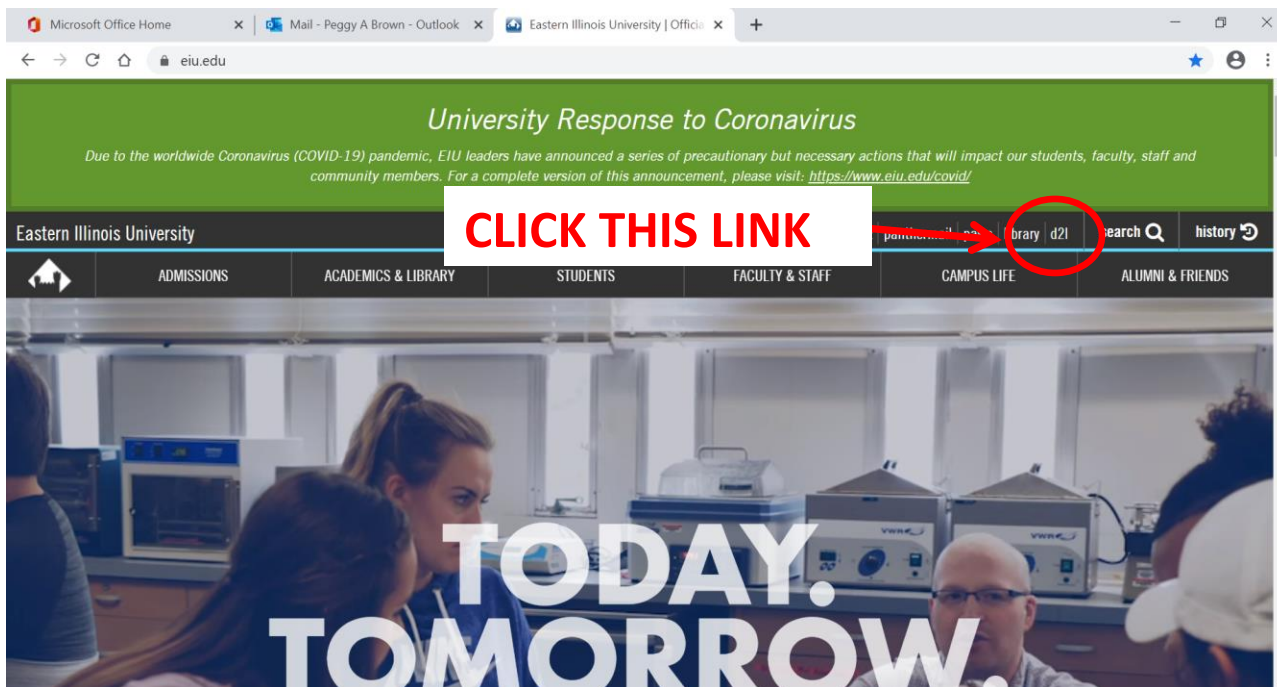 Microsoft Office Home
Mail - Peggy A Brown - Outlook
Eastern Illinois University | Officia
eiu.edu
University Response to Coronavirus
Due to the worldwide Coronavirus (COVID-19) pandemic, EIU leaders have announced a series of precautionary but necessary actions that will impact our students, faculty, staff and
community members. For a complete version of this announcement, please visit: https://www.eiu.edu/covid/
CLICK THIS LINK
Eastern Illinois University
panthermail library d2l
search history
ADMISSIONS ACADEMICS & LIBRARY STUDENTS FACULTY & STAFF CAMPUS LIFE ALUMNI & FRIENDS
VWR VWR
TODAY.
TOMORROW.